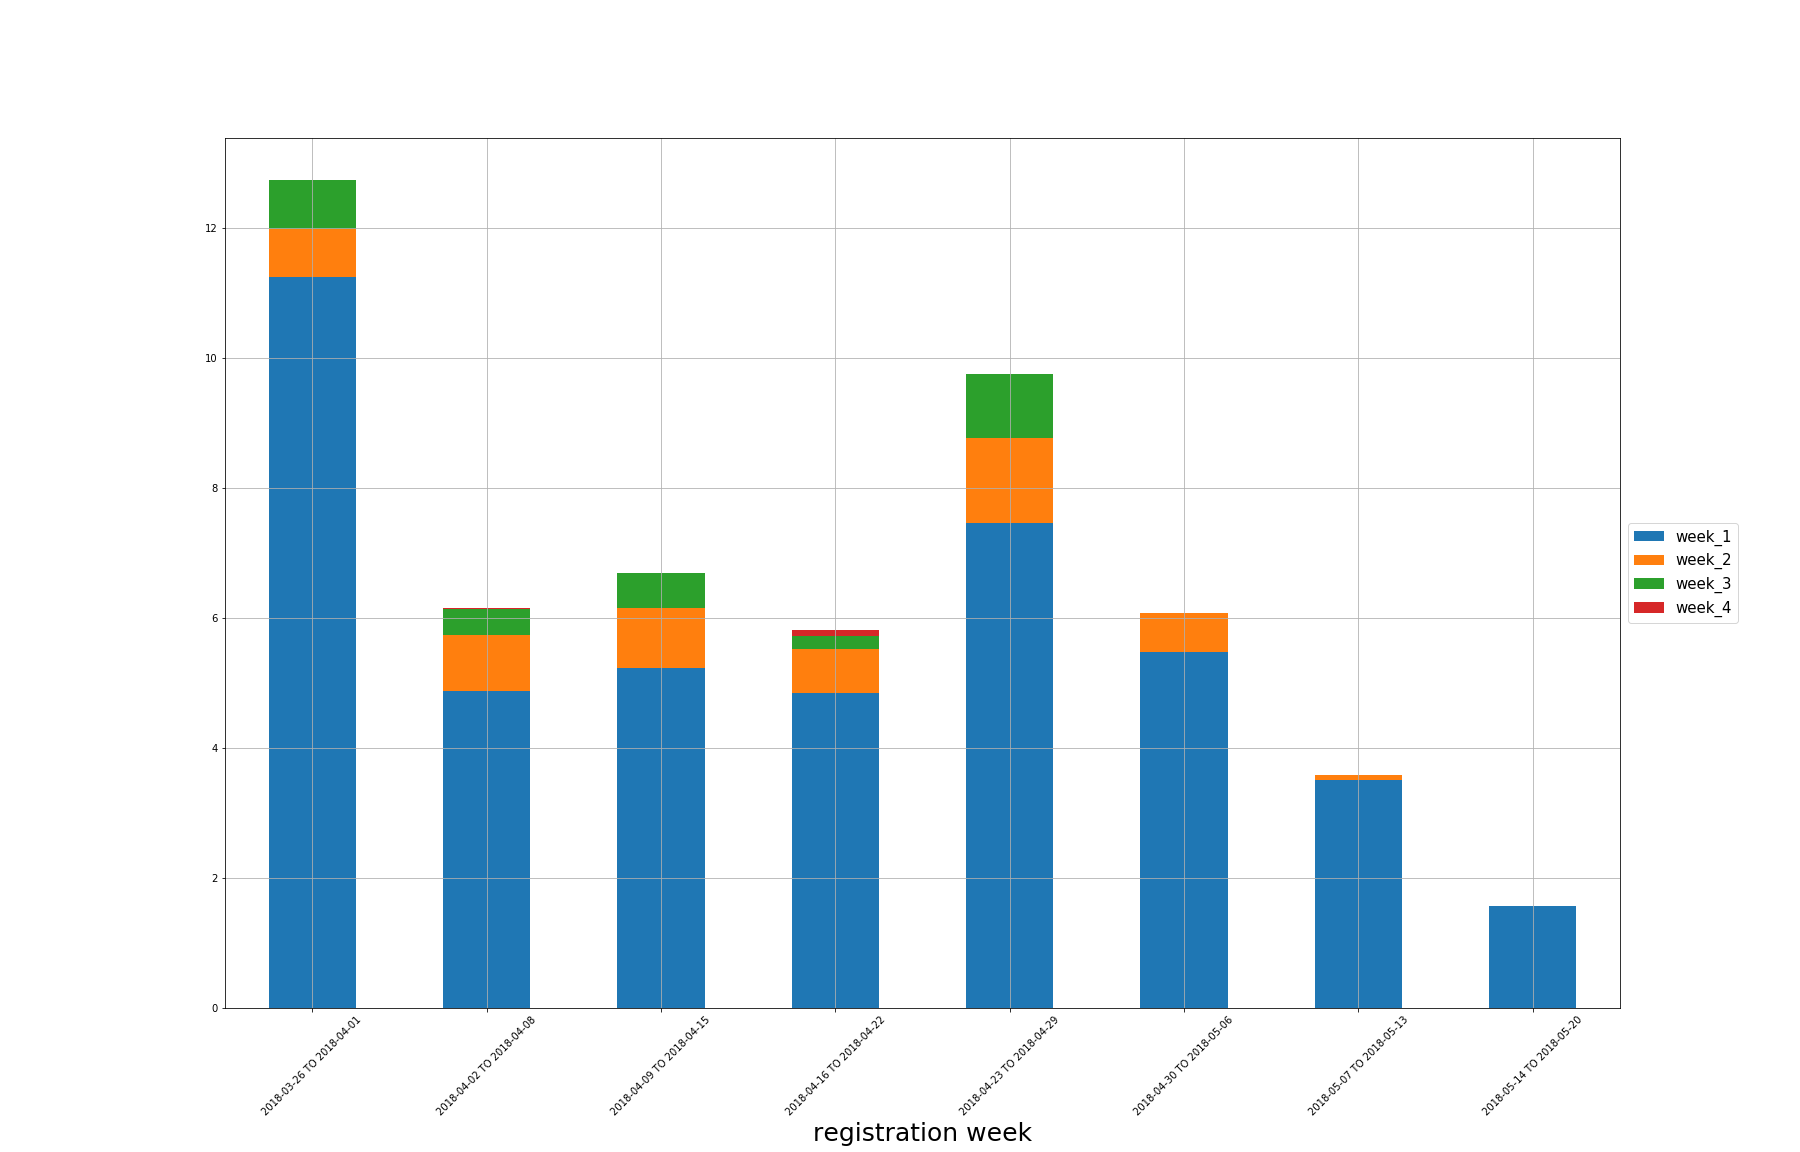 12
10
8
6
4
2
0
week_1
week_2
week_3
week_4
2018-03-26 TO 2018-04-01
2018-04-02 TO 2018-04-08
2018-04-09 TO 2018-04-15
2018-04-16 TO 2018-04-22
2018-04-23 TO 2018-04-29
2018-04-30 TO 2018-05-06
2018-05-07 TO 2018-05-13
2018-05-14 TO 2018-05-20
registration week